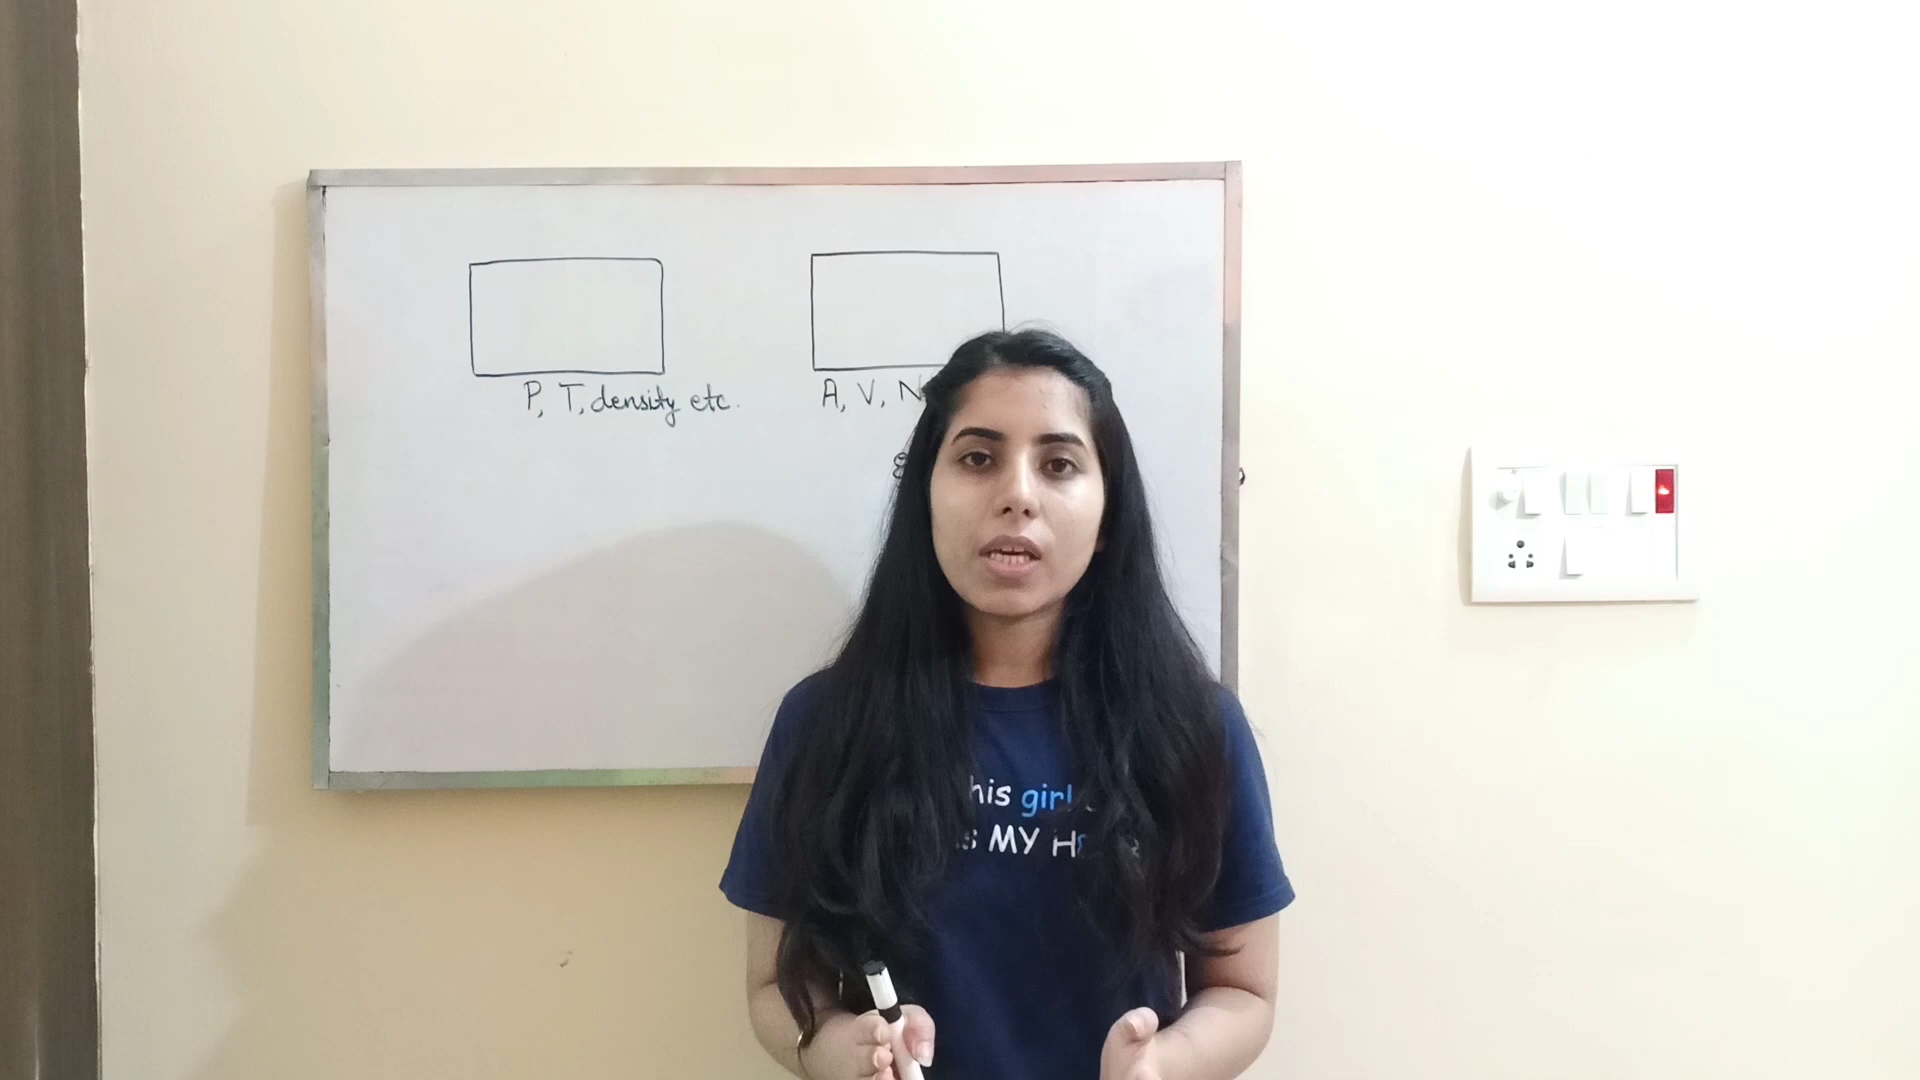 P, T, density etc.
A, V, N
his girl
MY